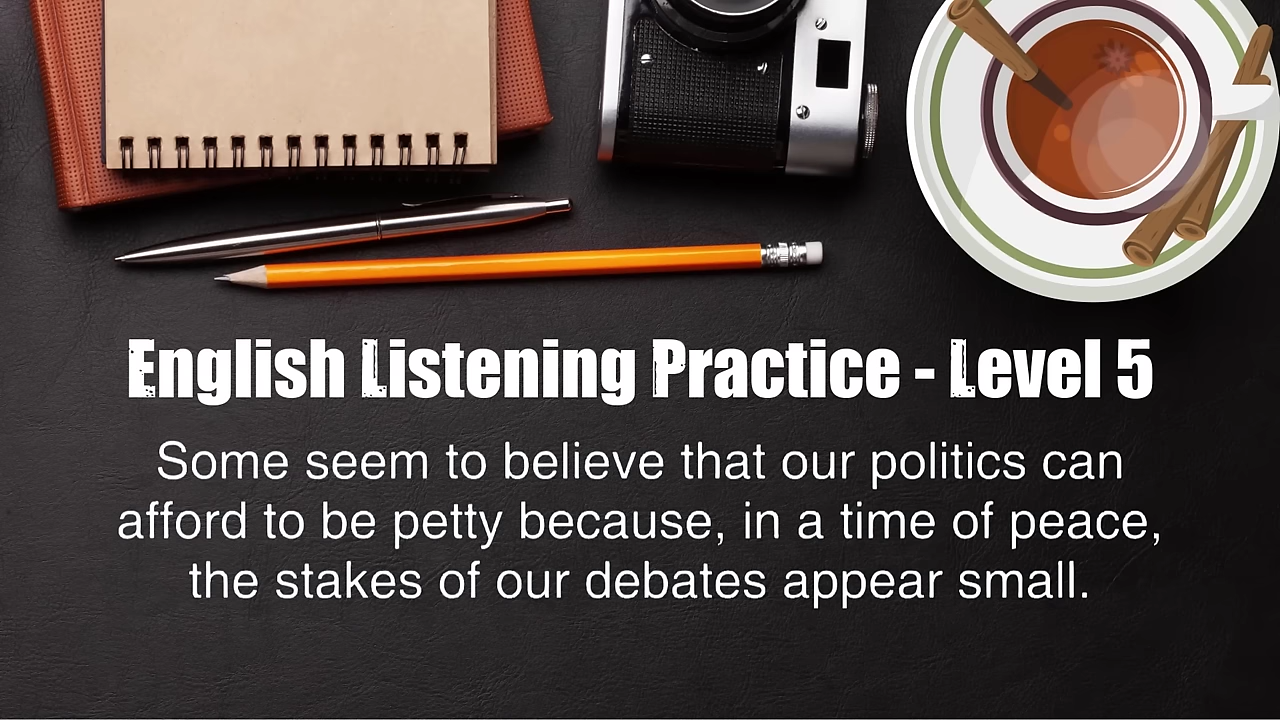 English Listening Practice - Level 5
Some seem to believe that our politics can
afford to be petty because, in a time of peace,
the stakes of our debates appear small.